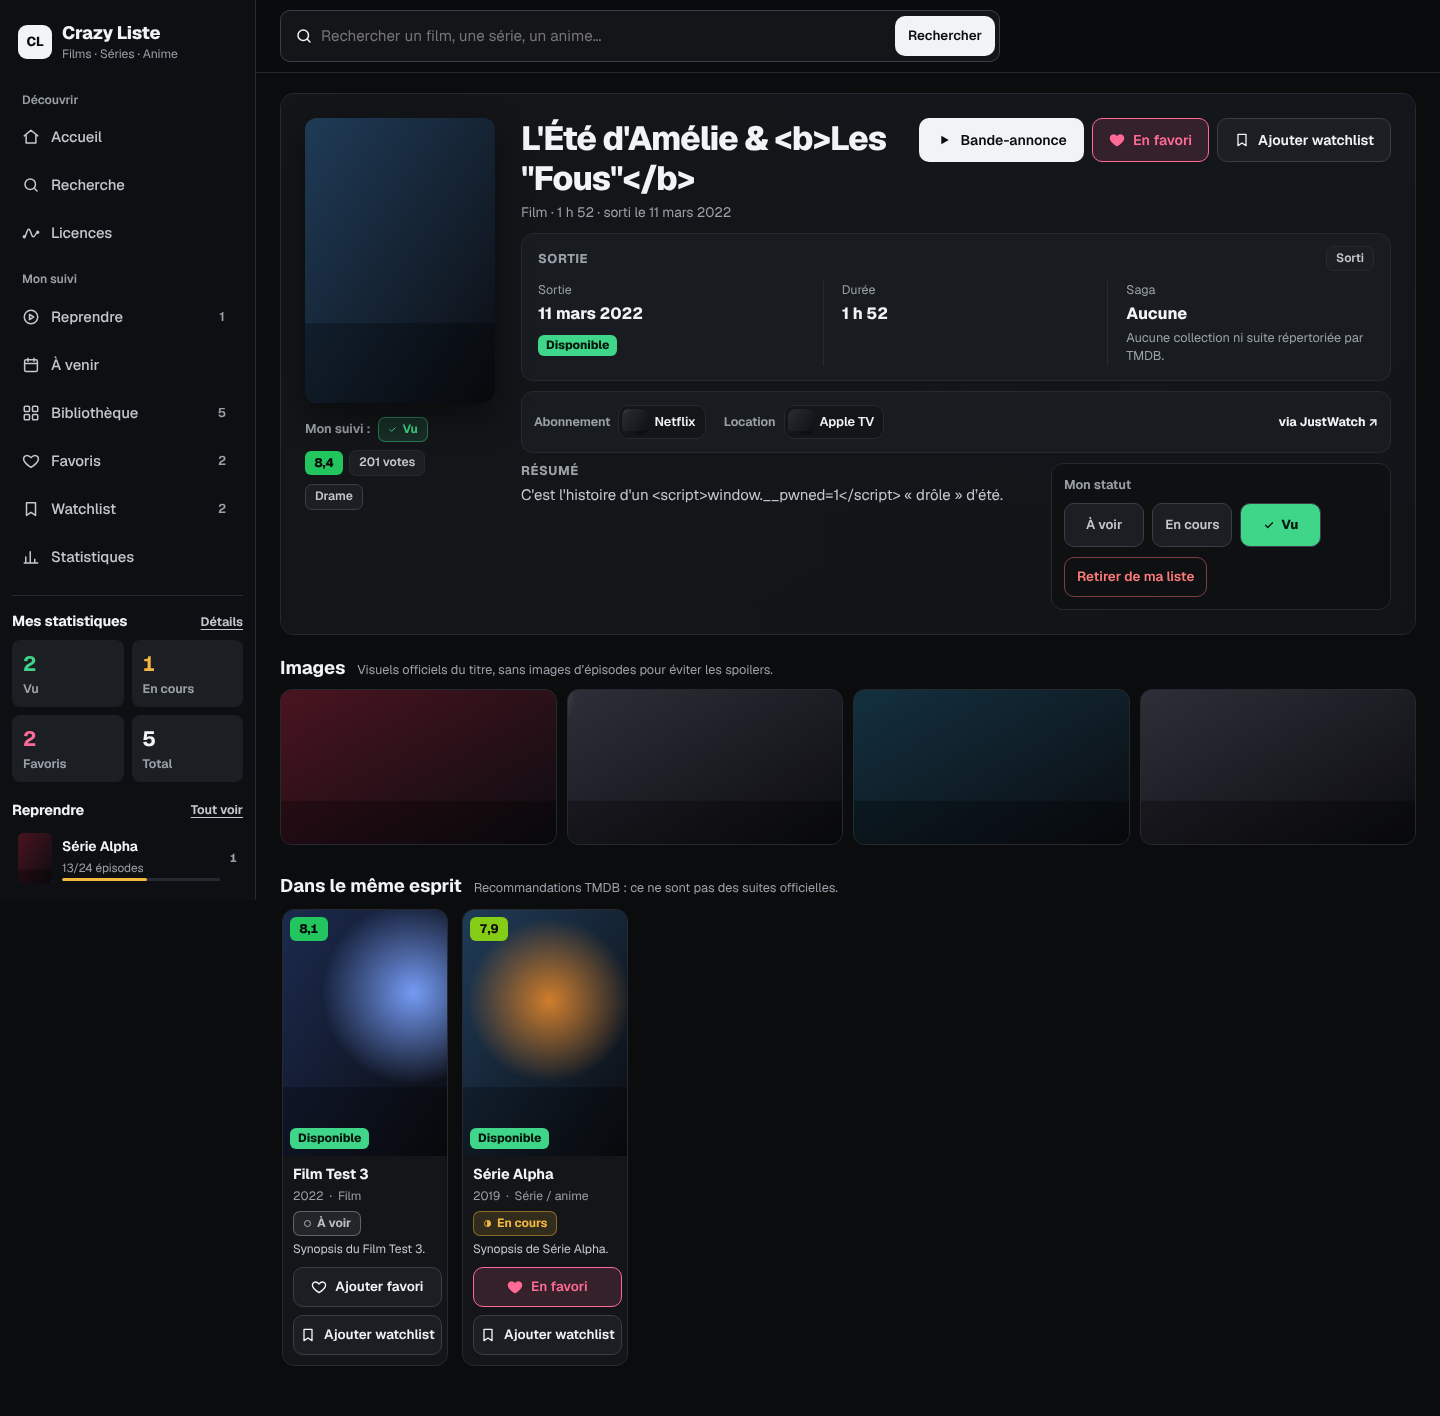 CL
Crazy Liste
Films · Séries · Anime
Découvrir
Accueil
Recherche
Licences
Mon suivi
Reprendre 1
À venir
Bibliothèque 5
Favoris 2
Watchlist 2
Statistiques
Mes statistiques Détails
2 1
Vu En cours
2 5
Favoris Total
Reprendre Tout voir
Série Alpha
13/24 épisodes
1
Rechercher un film, une série, un anime…
Rechercher
L'Été d'Amélie & <b>Les
"Fous"</b>
Bande-annonce En favori Ajouter watchlist
Film · 1 h 52 · sorti le 11 mars 2022
SORTIE Sorti
Sortie
11 mars 2022
Disponible
Durée
1 h 52
Saga
Aucune
Aucune collection ni suite répertoriée par
TMDB.
Abonnement Netflix Location Apple TV via JustWatch ↗
Mon suivi : ✓ Vu
8,4 201 votes
Drame
RÉSUMÉ
C'est l'histoire d'un <script>window.__pwned=1</script> « drôle » d’été.
Mon statut
À voir En cours ✓ Vu
Retirer de ma liste
Images Visuels officiels du titre, sans images d’épisodes pour éviter les spoilers.
Dans le même esprit Recommandations TMDB : ce ne sont pas des suites officielles.
8,1
Disponible
Film Test 3
2022 · Film
À voir
Synopsis du Film Test 3.
Ajouter favori
Ajouter watchlist
7,9
Disponible
Série Alpha
2019 · Série / anime
En cours
Synopsis de Série Alpha.
En favori
Ajouter watchlist